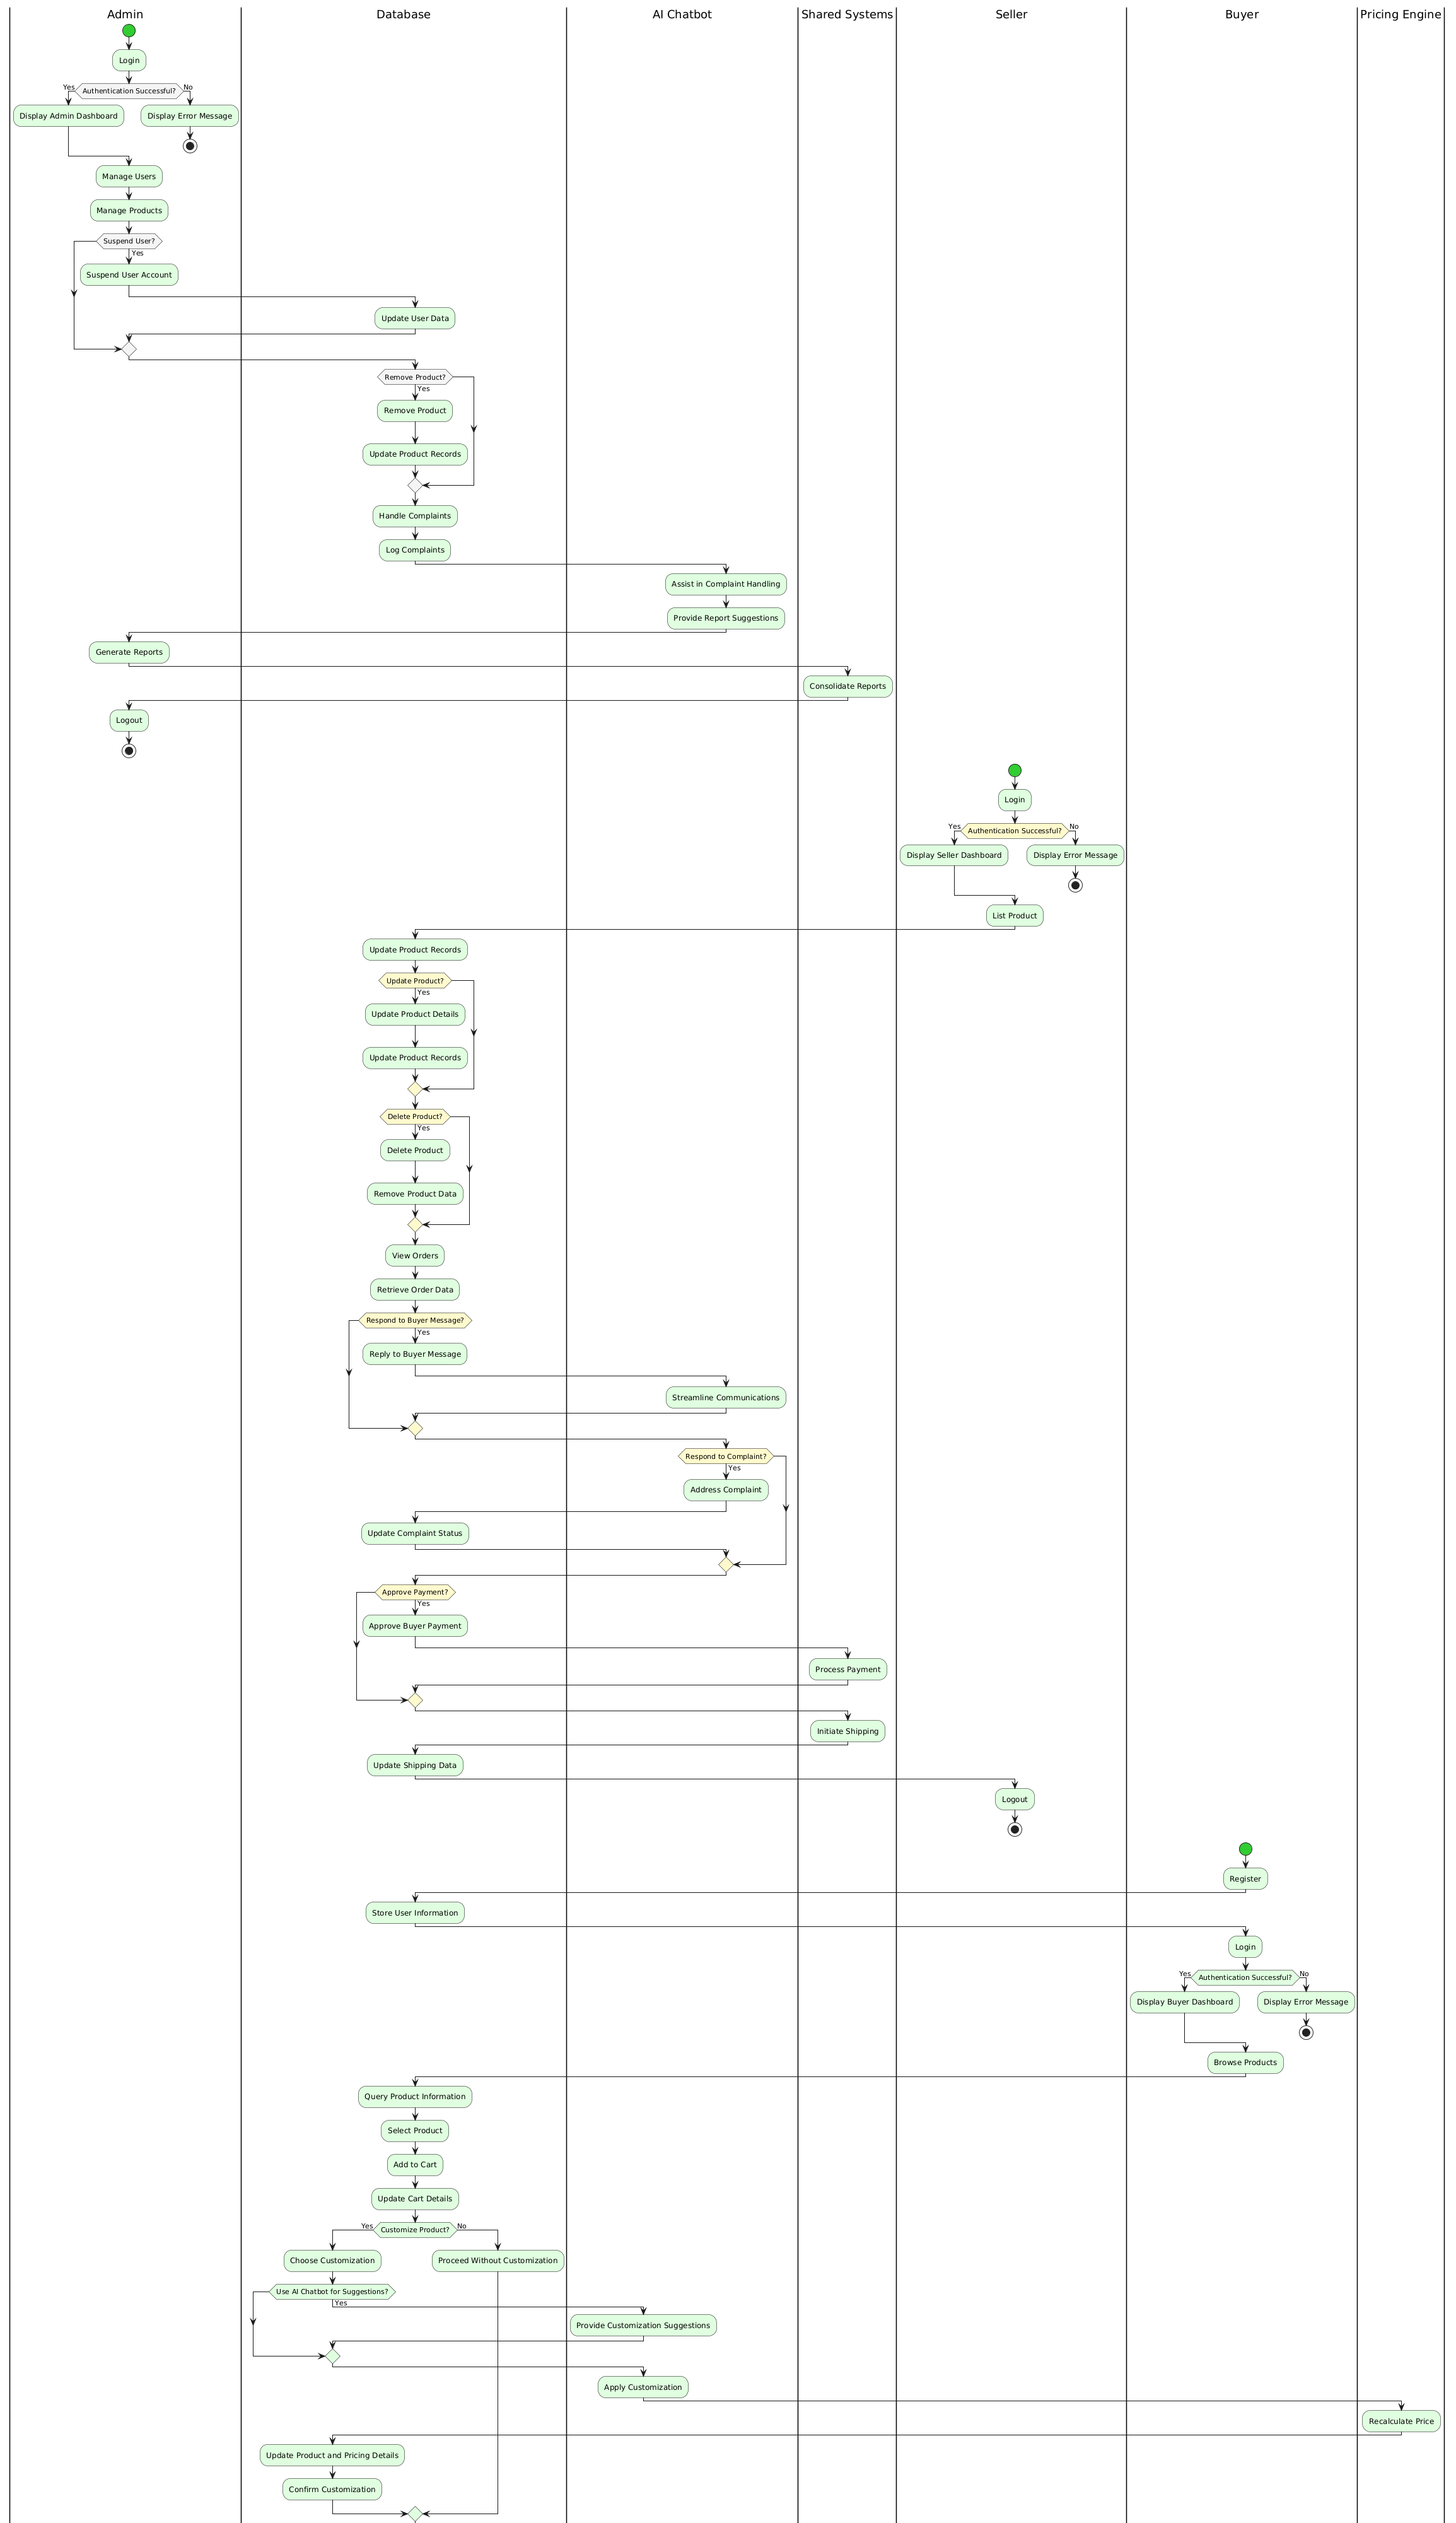 Admin
Database
AI Chatbot
Shared Systems
Seller
Buyer
Pricing Engine
Login
Yes
Authentication Successful?
No
Display Admin Dashboard
Display Error Message
Manage Users
Manage Products
Suspend User?
Yes
Suspend User Account
Update User Data
Remove Product?
Yes
Remove Product
Update Product Records
Handle Complaints
Log Complaints
Assist in Complaint Handling
Provide Report Suggestions
Generate Reports
Consolidate Reports
Logout
Login
Yes
Authentication Successful?
No
Display Seller Dashboard
Display Error Message
List Product
Update Product Records
Update Product?
Yes
Update Product Details
Update Product Records
Delete Product?
Yes
Delete Product
Remove Product Data
View Orders
Retrieve Order Data
Respond to Buyer Message?
Yes
Reply to Buyer Message
Streamline Communications
Respond to Complaint?
Yes
Address Complaint
Update Complaint Status
Approve Payment?
Yes
Approve Buyer Payment
Process Payment
Initiate Shipping
Update Shipping Data
Logout
Register
Store User Information
Login
Yes
Authentication Successful?
No
Display Buyer Dashboard
Display Error Message
Browse Products
Query Product Information
Select Product
Add to Cart
Update Cart Details
Yes
Customize Product?
No
Choose Customization
Proceed Without Customization
Use AI Chatbot for Suggestions?
Yes
Provide Customization Suggestions
Apply Customization
Recalculate Price
Update Product and Pricing Details
Confirm Customization